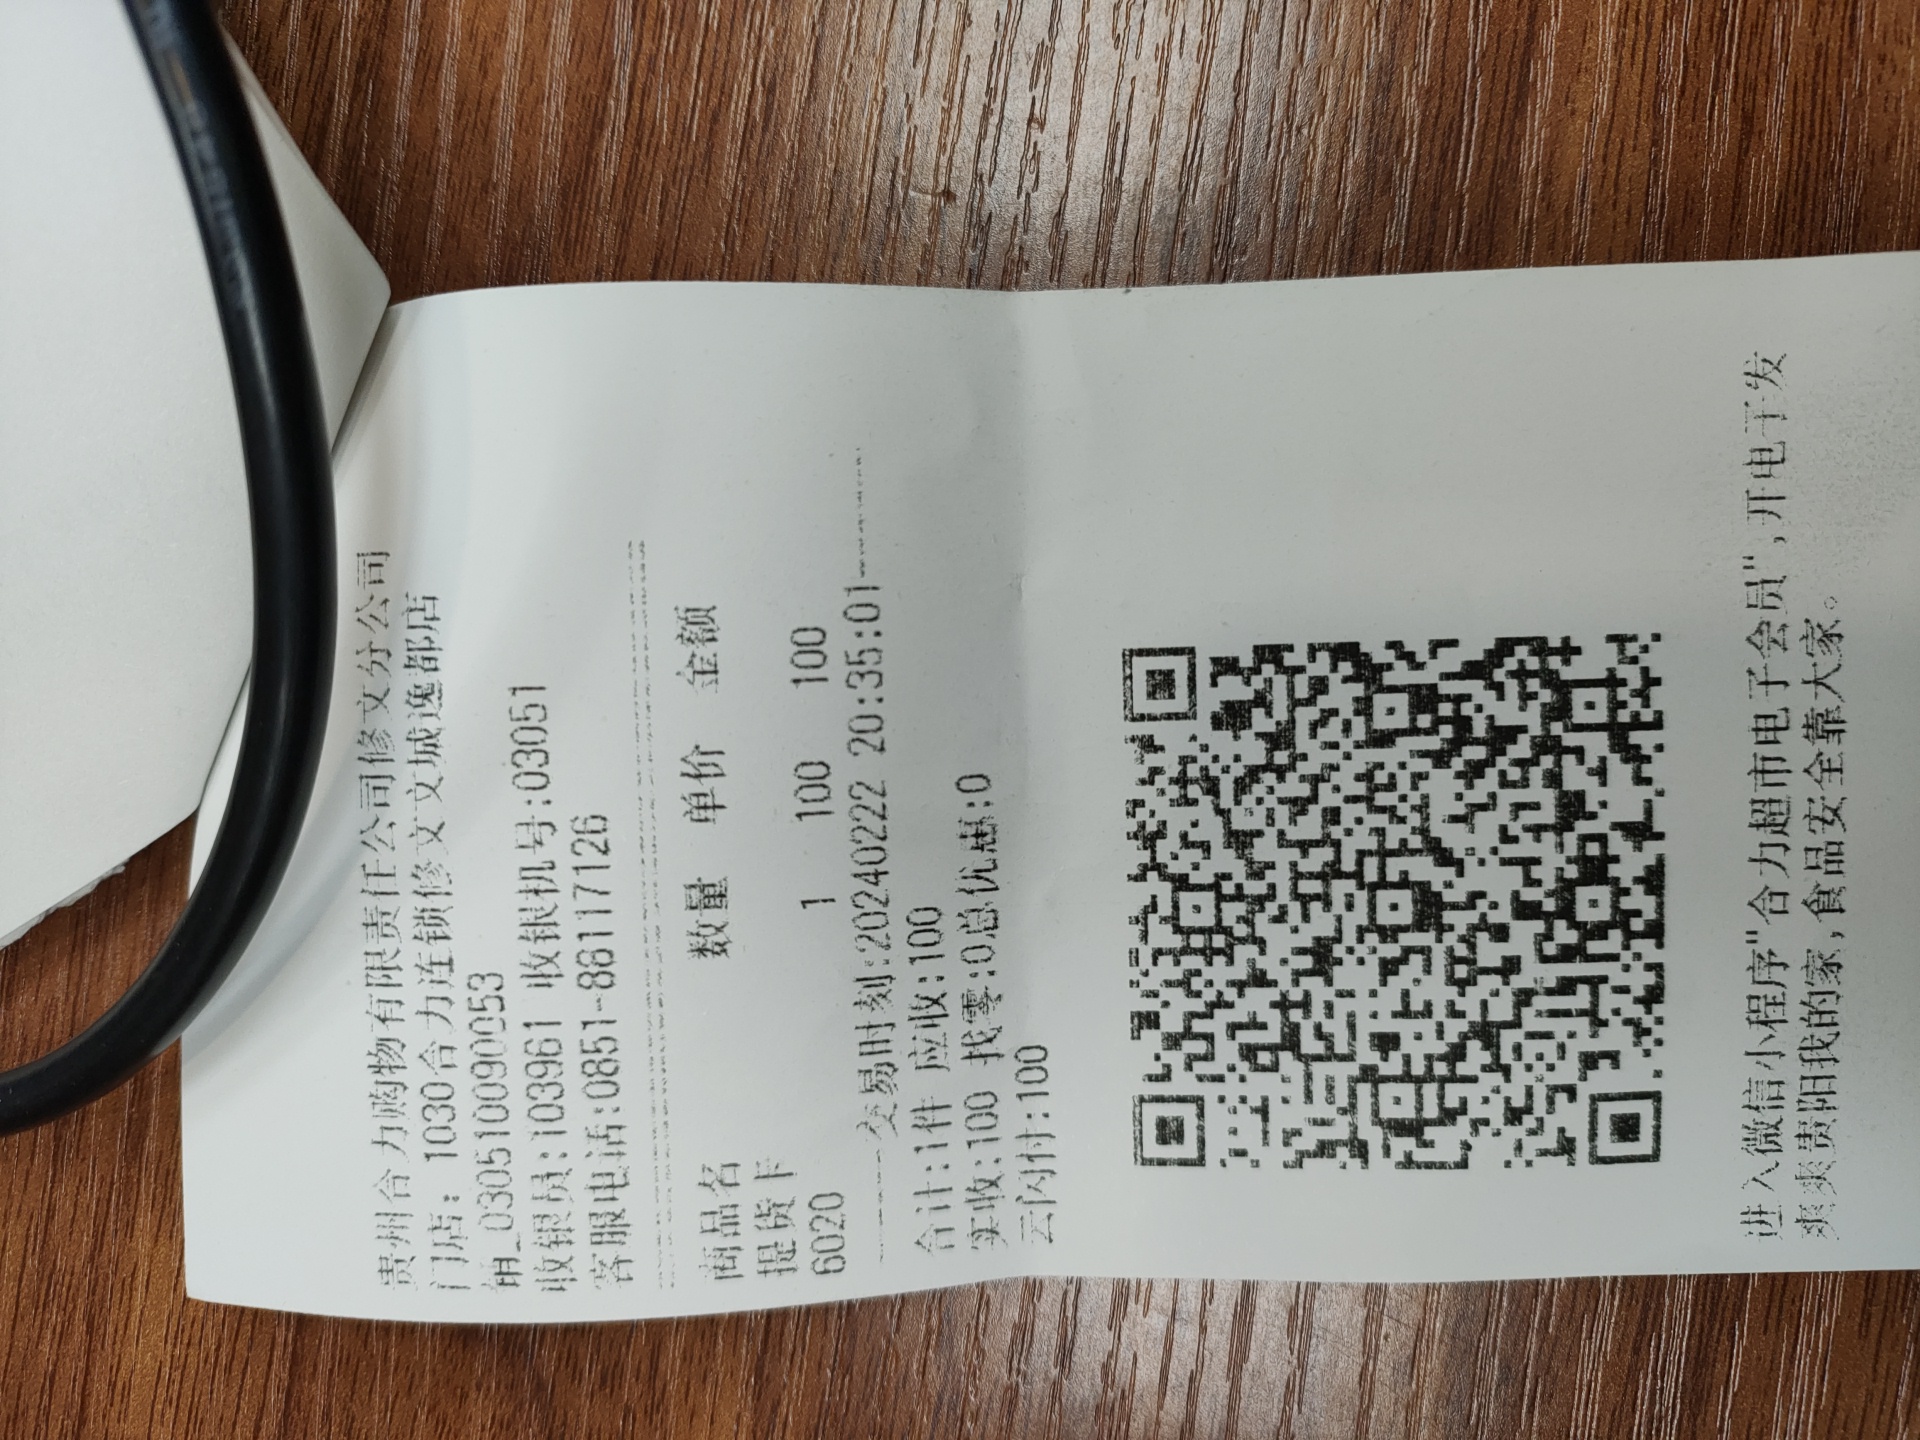 贵州合力购物有限责任公司修文分公司
门店：1030合力连锁修文文城逸都店
销_030510090053
收银员:103961 收银机号:03051
客服电话:0851-88117126
商品名 数量 单价 金额
提货卡
6020 1 100 100
----交易时刻:20240222 20:35:01----
合计:1件 应收:100
实收:100 找零:0总优惠:0
云闪付:100
进入微信小程序"合力超市电子会员",开电子发
爽爽贵阳我的家,食品安全靠大家。